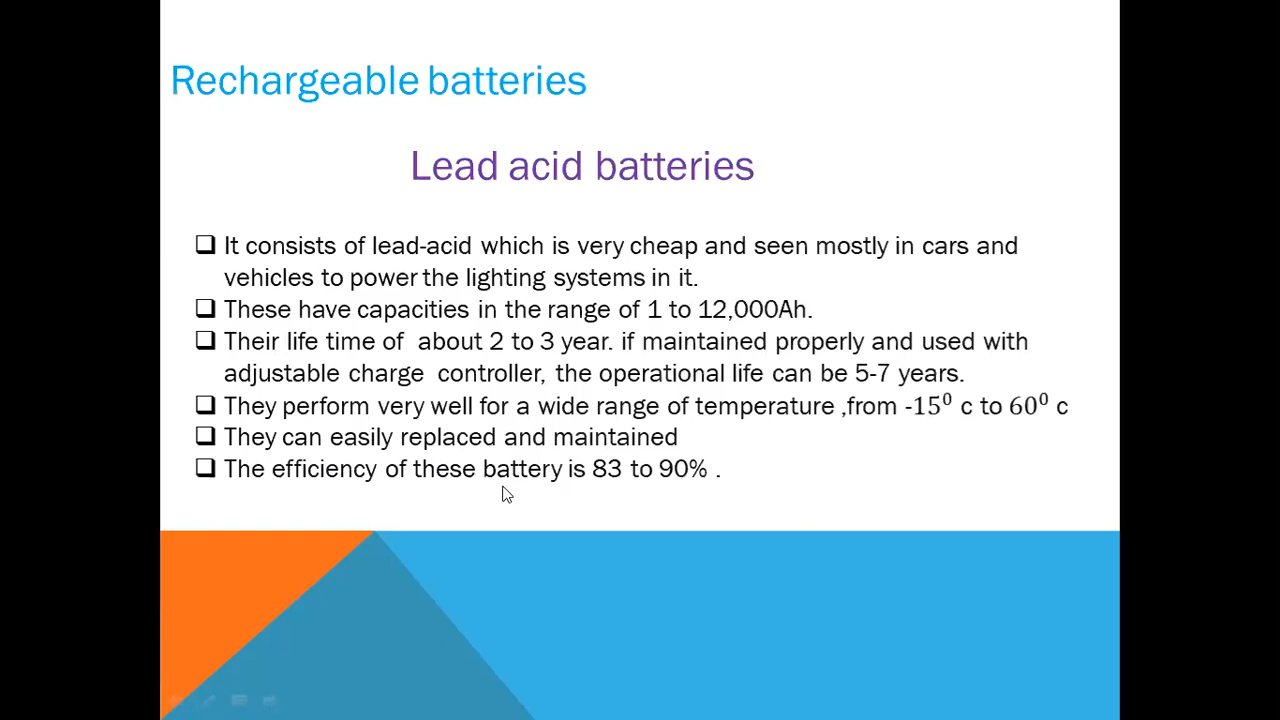 Rechargeable batteries
Lead acid batteries
❑ It consists of lead-acid which is very cheap and seen mostly in cars and
vehicles to power the lighting systems in it.
❑ These have capacities in the range of 1 to 12,000Ah.
❑ Their life time of about 2 to 3 year. if maintained properly and used with
adjustable charge controller, the operational life can be 5-7 years.
❑ They perform very well for a wide range of temperature ,from -15⁰ c to 60⁰ c
❑ They can easily replaced and maintained
❑ The efficiency of these battery is 83 to 90% .